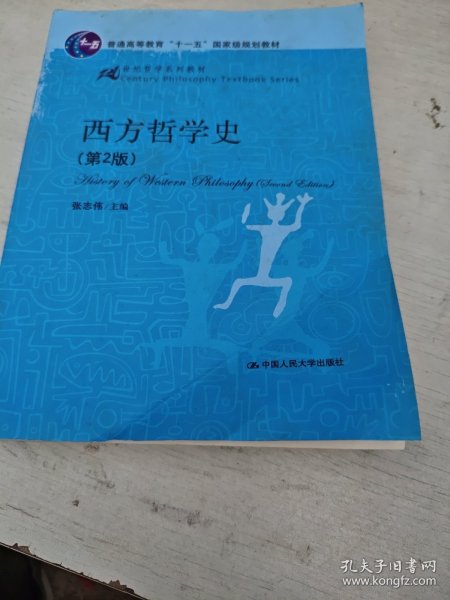 十一五
普通高等教育“十一五”国家级规划教材
21世纪哲学系列教材
Century Philosophy Textbook Series
西方哲学史
(第2版)
History of Western Philosophy (Second Edition)
张志伟/主编
中国人民大学出版社
孔夫子旧书网
www.kongfz.com